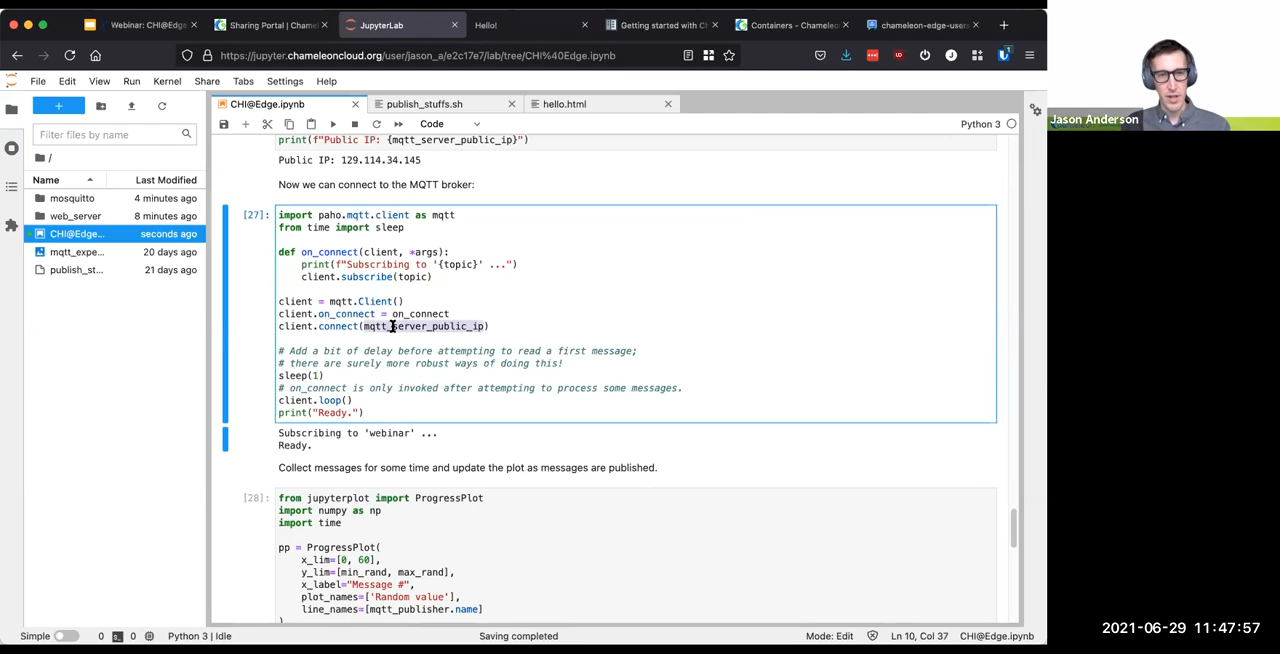 Webinar: CHI@Edge
Sharing Portal | Cham
JupyterLab
Hello!
Getting started with C
Containers - Chameleo
chameleon-edge-users
https://jupyter.chameleoncloud.org/user/jason_a/e2c17e7/lab/tree/CHI%40Edge.ipynb
File Edit View Run Kernel Share Tabs Settings Help
CHI@Edge.ipynb
publish_stuffs.sh
hello.html
Filter files by name
Code
Python 3
/
Name Last Modified
mosquitto 4 minutes ago
web_server 8 minutes ago
CHI@Edge... seconds ago
mqtt_expe... 20 days ago
publish_st... 21 days ago
print(f"Public IP: {mqtt_server_public_ip}")
Public IP: 129.114.34.145
Now we can connect to the MQTT broker:
[27]:
import paho.mqtt.client as mqtt
from time import sleep
def on_connect(client, *args):
print(f"Subscribing to '{topic}' ...")
client.subscribe(topic)
client = mqtt.Client()
client.on_connect = on_connect
client.connect(mqtt_server_public_ip)
# Add a bit of delay before attempting to read a first message;
# there are surely more robust ways of doing this!
sleep(1)
# on_connect is only invoked after attempting to process some messages.
client.loop()
print("Ready.")
Subscribing to 'webinar' ...
Ready.
Collect messages for some time and update the plot as messages are published.
[28]:
from jupyterplot import ProgressPlot
import numpy as np
import time
pp = ProgressPlot(
x_lim=[0, 60],
y_lim=[min_rand, max_rand],
x_label="Message #",
plot_names=['Random value'],
line_names=[mqtt_publisher.name]
)
Simple 0 0 Python 3 | Idle Saving completed Mode: Edit Ln 10, Col 37 CHI@Edge.ipynb
Jason Anderson
2021-06-29 11:47:57